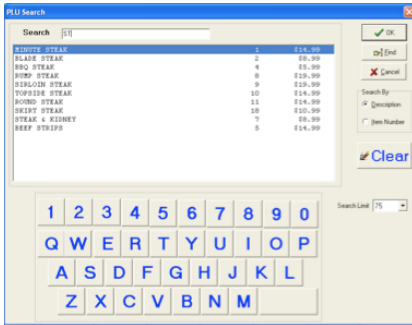 PLU Search
Search ST
OK
MINUTE STEAK 1 $14.99
BLADE STEAK 2 $8.99
BBQ STEAK 4 $5.99
RUMP STEAK 8 $19.99
SIRLOIN STEAK 9 $19.99
TOPSIDE STEAK 10 $14.99
ROUND STEAK 11 $14.99
SKIRT STEAK 18 $10.99
STEAK & KIDNEY 7 $8.99
BEEF STRIPS 5 $14.99
Find
Cancel
Search By
Description
Item Number
Clear
Search Limit 75
1 2 3 4 5 6 7 8 9 0
Q W E R T Y U I O P
A S D F G H J K L
Z X C V B N M